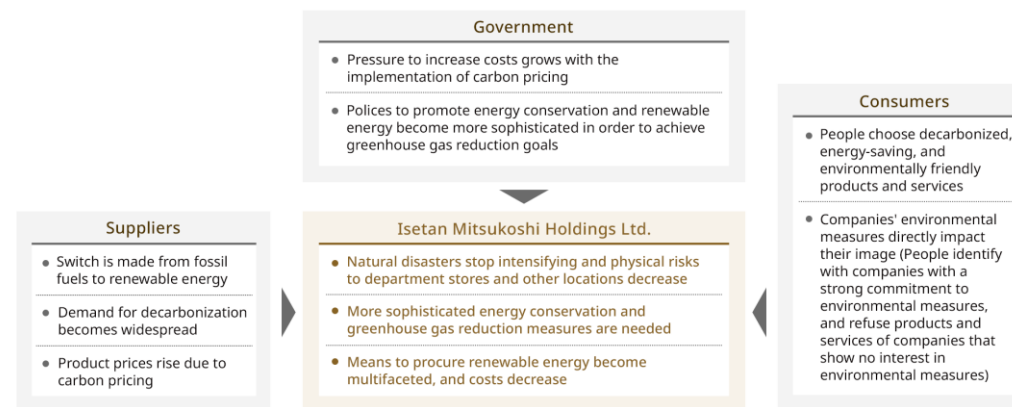 Government
Pressure to increase costs grows with the
implementation of carbon pricing
Polices to promote energy conservation and renewable
energy become more sophisticated in order to achieve
greenhouse gas reduction goals
Suppliers
Switch is made from fossil
fuels to renewable energy
Demand for decarbonization
becomes widespread
Product prices rise due to
carbon pricing
Isetan Mitsukoshi Holdings Ltd.
Natural disasters stop intensifying and physical risks
to department stores and other locations decrease
More sophisticated energy conservation and
greenhouse gas reduction measures are needed
Means to procure renewable energy become
multifaceted, and costs decrease
Consumers
People choose decarbonized,
energy-saving, and
environmentally friendly
products and services
Companies' environmental
measures directly impact
their image (People identify
with companies with a
strong commitment to
environmental measures,
and refuse products and
services of companies that
show no interest in
environmental measures)